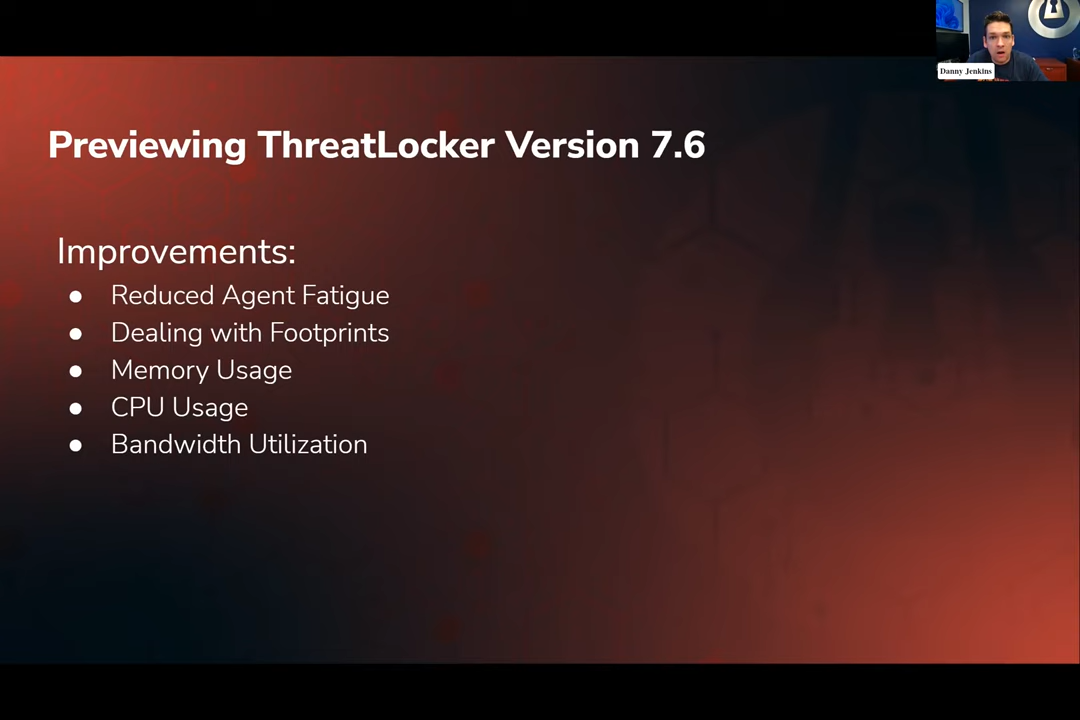 Danny Jenkins
Previewing ThreatLocker Version 7.6
Improvements:
● Reduced Agent Fatigue
● Dealing with Footprints
● Memory Usage
● CPU Usage
● Bandwidth Utilization